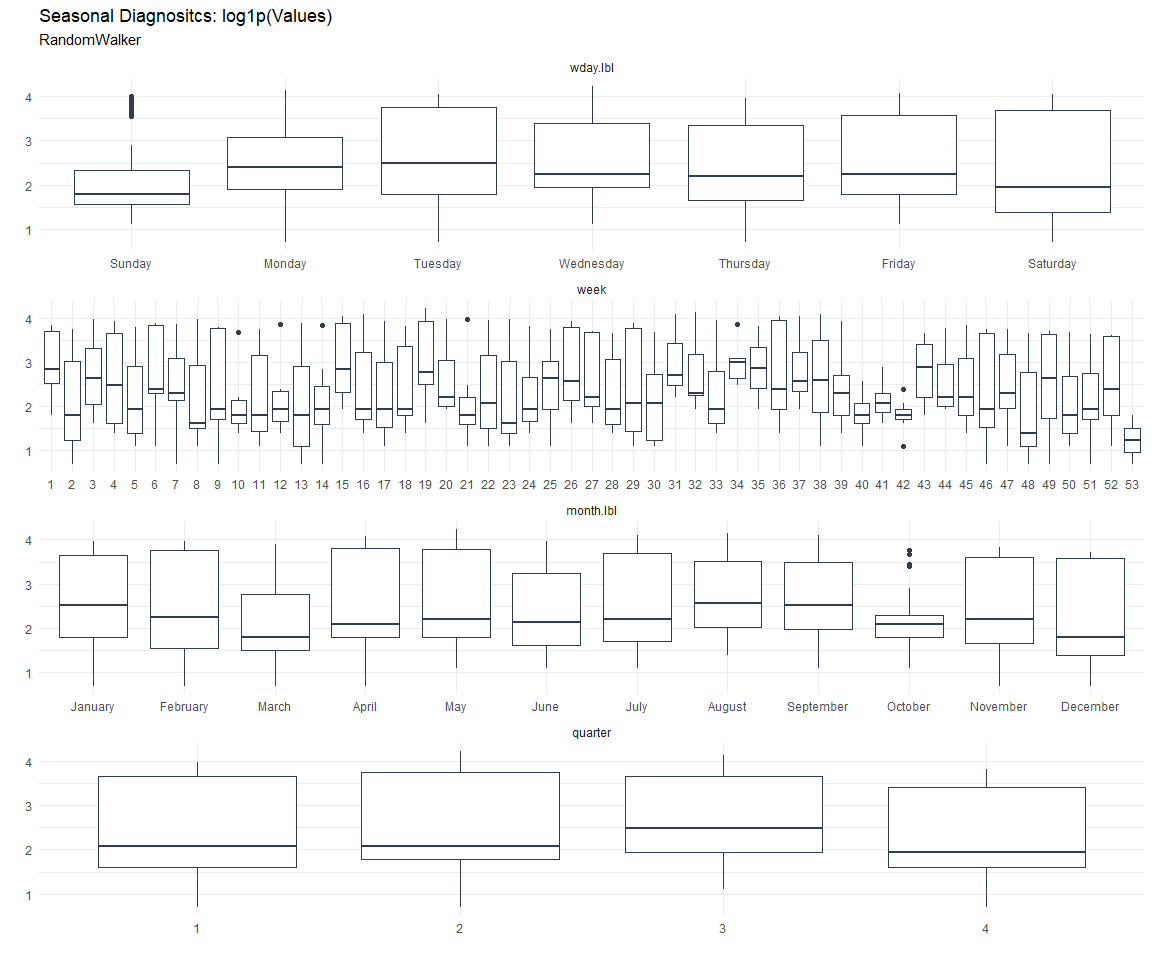 Seasonal Diagnositcs: log1p(Values)
RandomWalker
wday.lbl
4
3
2
1
Sunday Monday Tuesday Wednesday Thursday Friday Saturday
week
4
3
2
1
1 2 3 4 5 6 7 8 9 10 11 12 13 14 15 16 17 18 19 20 21 22 23 24 25 26 27 28 29 30 31 32 33 34 35 36 37 38 39 40 41 42 43 44 45 46 47 48 49 50 51 52 53
month.lbl
4
3
2
1
January February March April May June July August September October November December
quarter
4
3
2
1
1 2 3 4